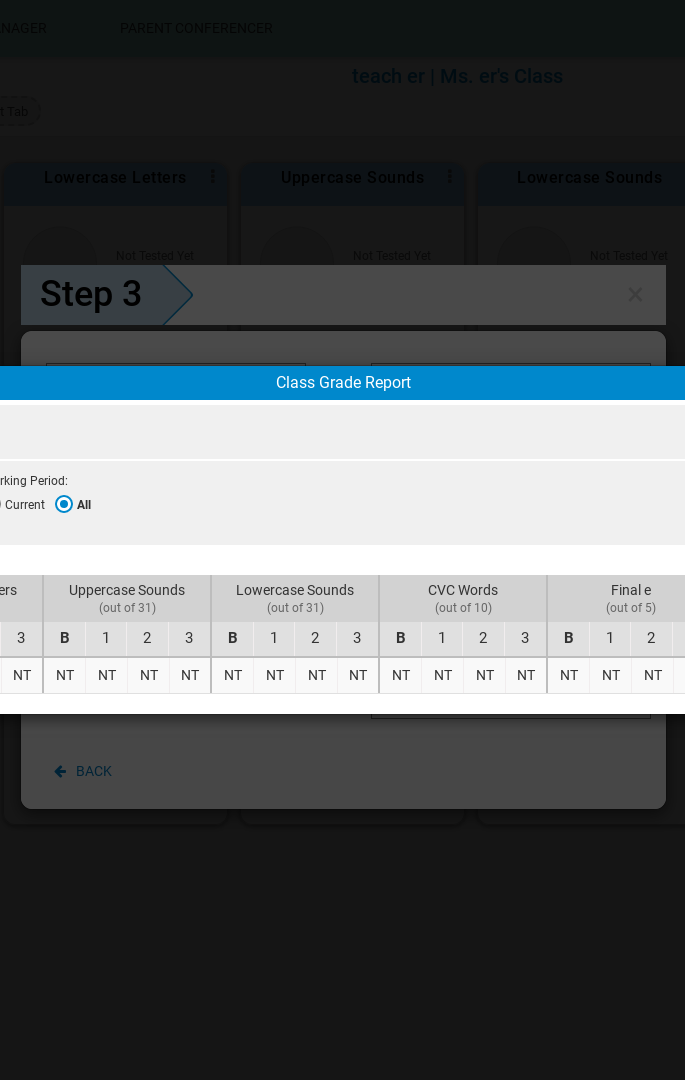 NAGER PARENT CONFERENCER
teach er | Ms. er's Class
t Tab
Lowercase Letters Uppercase Sounds Lowercase Sounds
Not Tested Yet Not Tested Yet Not Tested Yet
Step 3 ×
Class Grade Report
rking Period:
Current All
ers Uppercase Sounds Lowercase Sounds CVC Words Final e
(out of 31) (out of 31) (out of 10) (out of 5)
3 B 1 2 3 B 1 2 3 B 1 2 3 B 1 2
NT NT NT NT NT NT NT NT NT NT NT NT NT NT NT NT
BACK